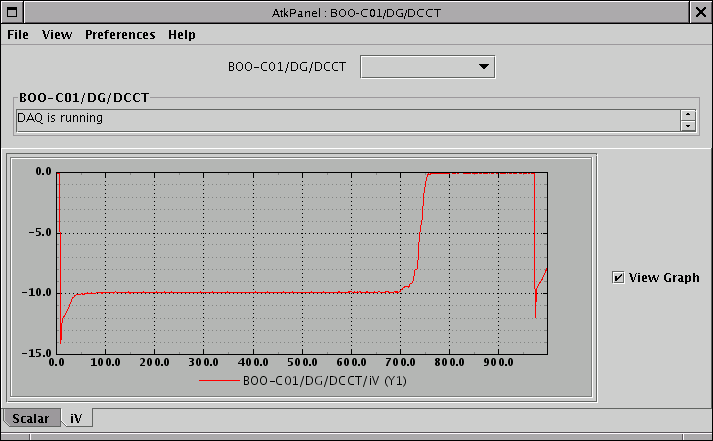 AtkPanel : BOO-C01/DG/DCCT
File View Preferences Help
BOO-C01/DG/DCCT
BOO-C01/DG/DCCT
DAQ is running
0.0
-5.0
-10.0
-15.0
0.0 100.0 200.0 300.0 400.0 500.0 600.0 700.0 800.0 900.0
BOO-C01/DG/DCCT/iV (Y1)
View Graph
Scalar iV